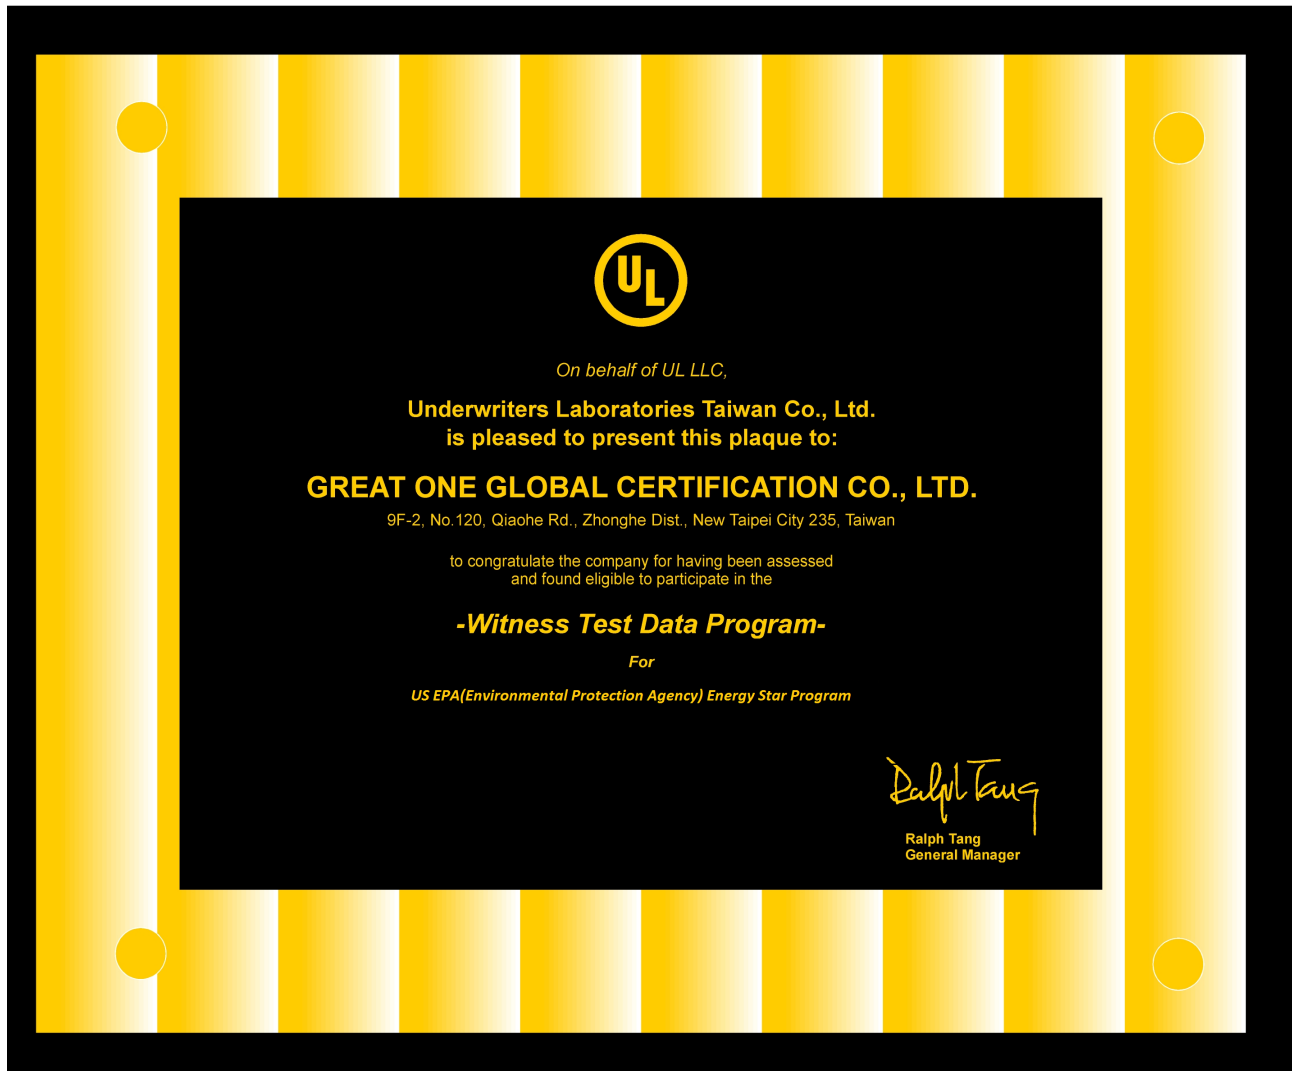 UL
On behalf of UL LLC,
Underwriters Laboratories Taiwan Co., Ltd.
is pleased to present this plaque to:
GREAT ONE GLOBAL CERTIFICATION CO., LTD.
9F-2, No.120, Qiaohe Rd., Zhonghe Dist., New Taipei City 235, Taiwan
to congratulate the company for having been assessed
and found eligible to participate in the
-Witness Test Data Program-
For
US EPA(Environmental Protection Agency) Energy Star Program
Ralph Tang
Ralph Tang
General Manager